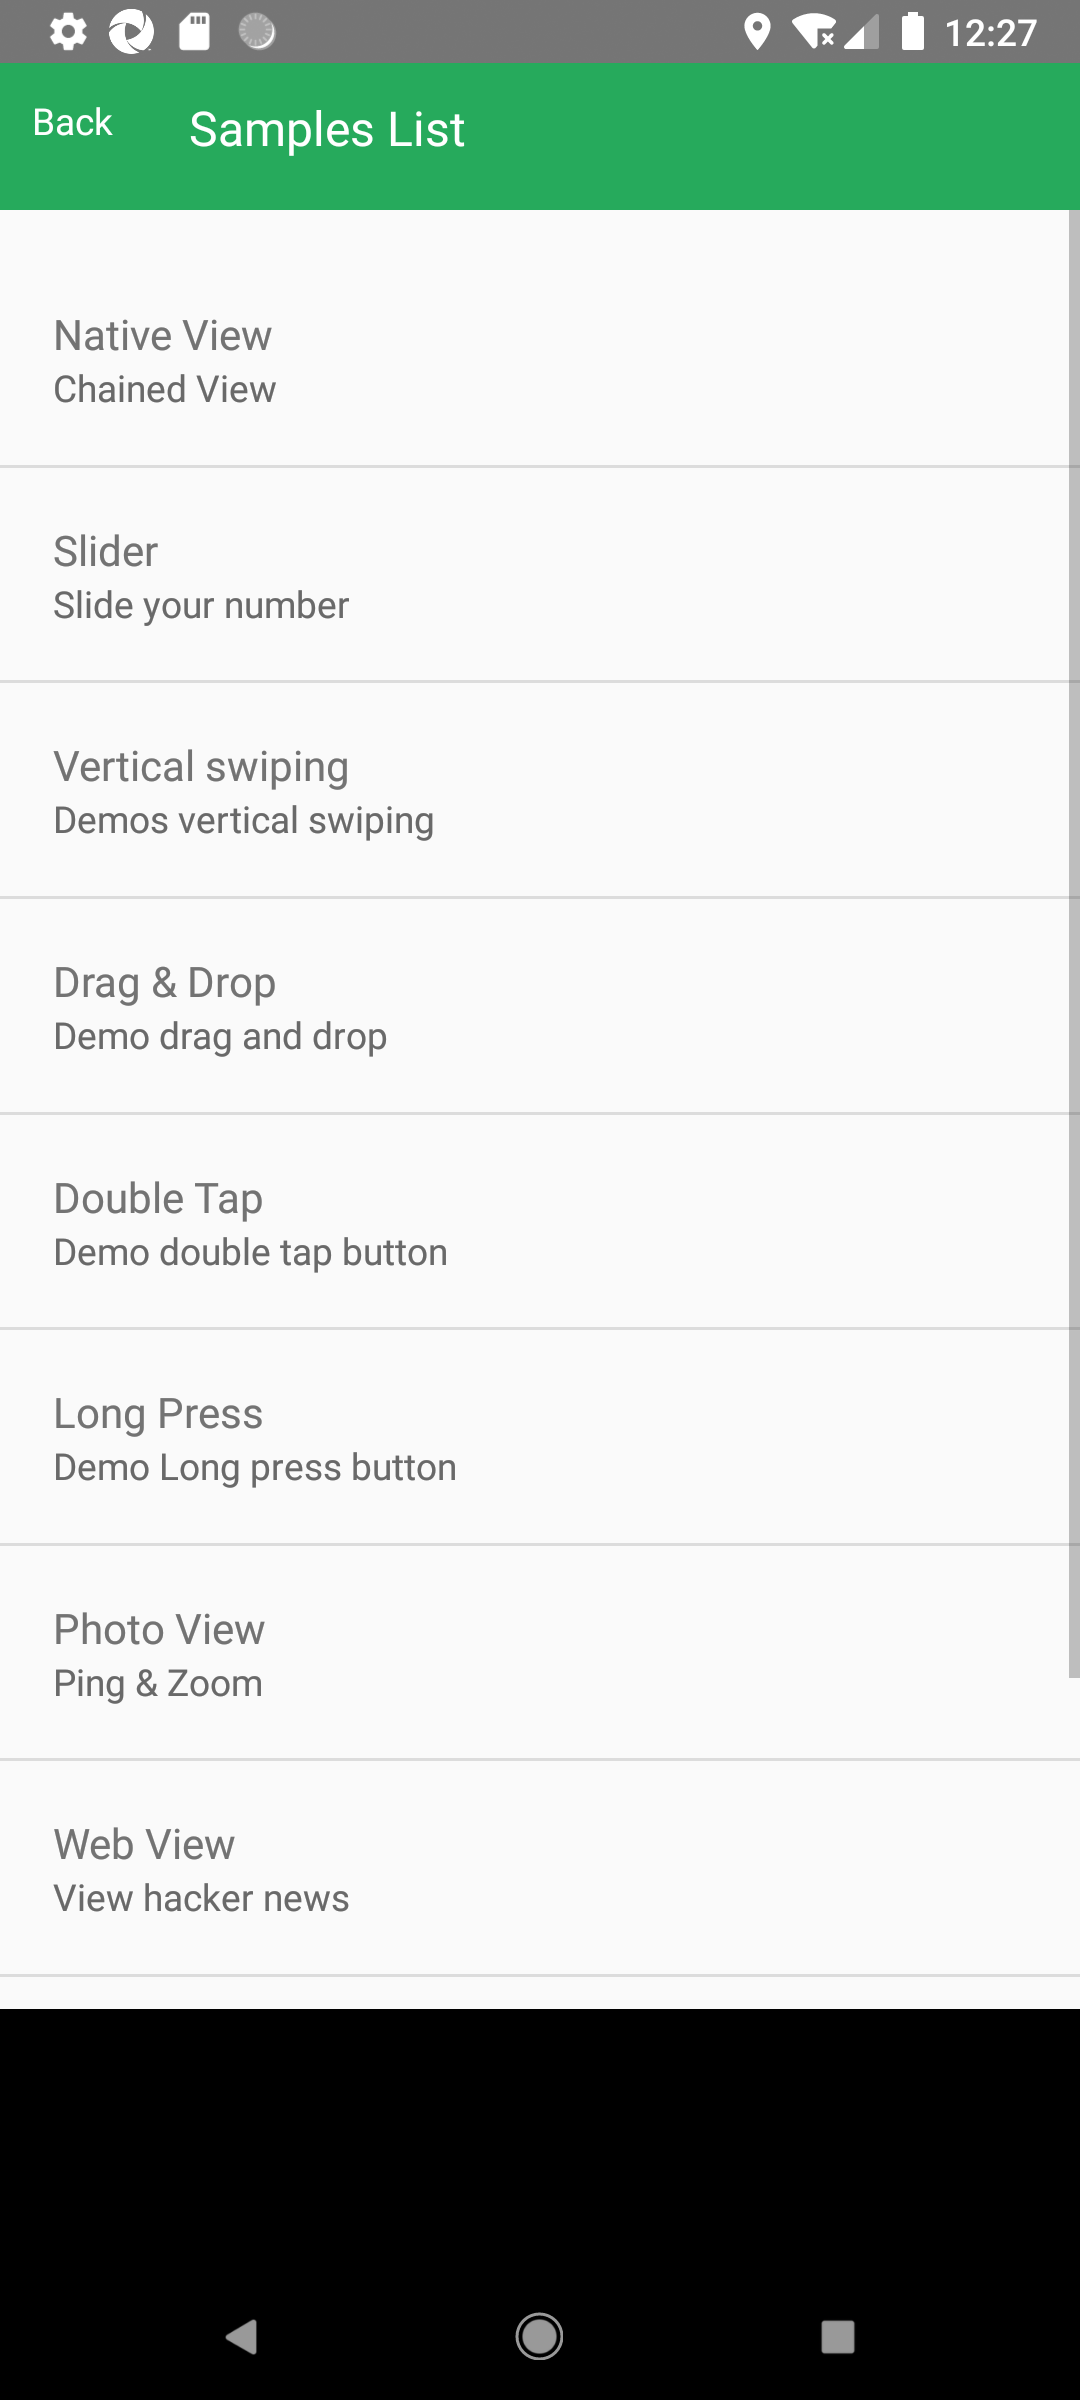 12:27
Back
Samples List
Native View
Chained View
Slider
Slide your number
Vertical swiping
Demos vertical swiping
Drag & Drop
Demo drag and drop
Double Tap
Demo double tap button
Long Press
Demo Long press button
Photo View
Ping & Zoom
Web View
View hacker news